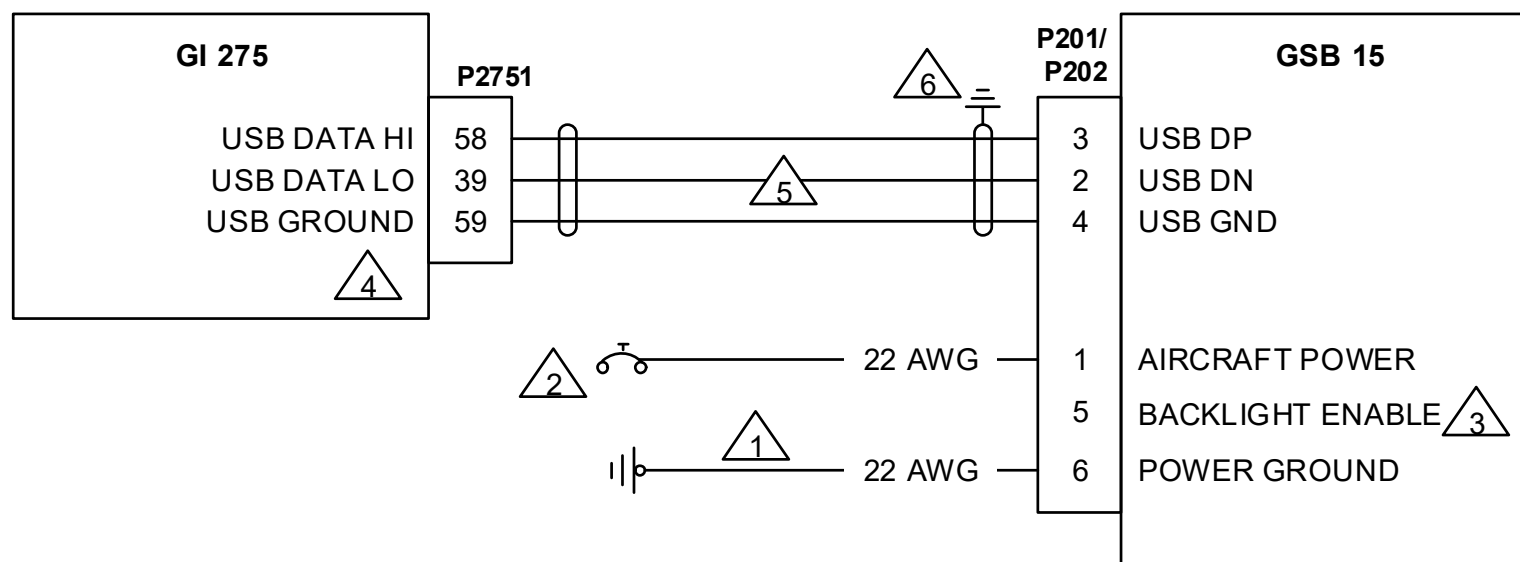 GI 275
P2751
P201/
P202
GSB 15
6
USB DATA HI 58
3 USB DP
USB DATA LO 39
5
2 USB DN
USB GROUND 59
4 USB GND
4
2
22 AWG
1 AIRCRAFT POWER
5 BACKLIGHT ENABLE 3
1
22 AWG
6 POWER GROUND